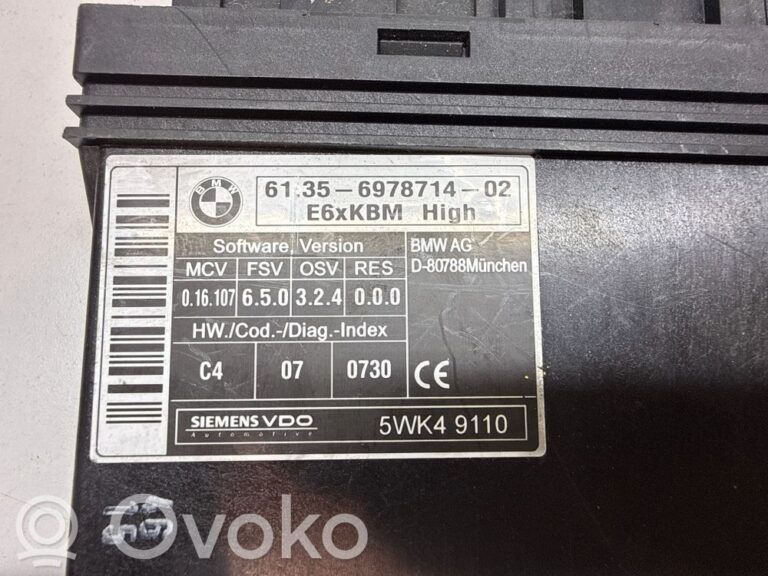 BMW
61.35-6978714-02
E6xKBM High
Software, Version
MCV FSV OSV RES
0.16.107 6.5.0 3.2.4 0.0.0
HW./Cod.-/Diag.-Index
C4 07 0730
BMW AG
D-80788München
CE
SIEMENS VDO
Automotive
5WK4 9110
Ovoko